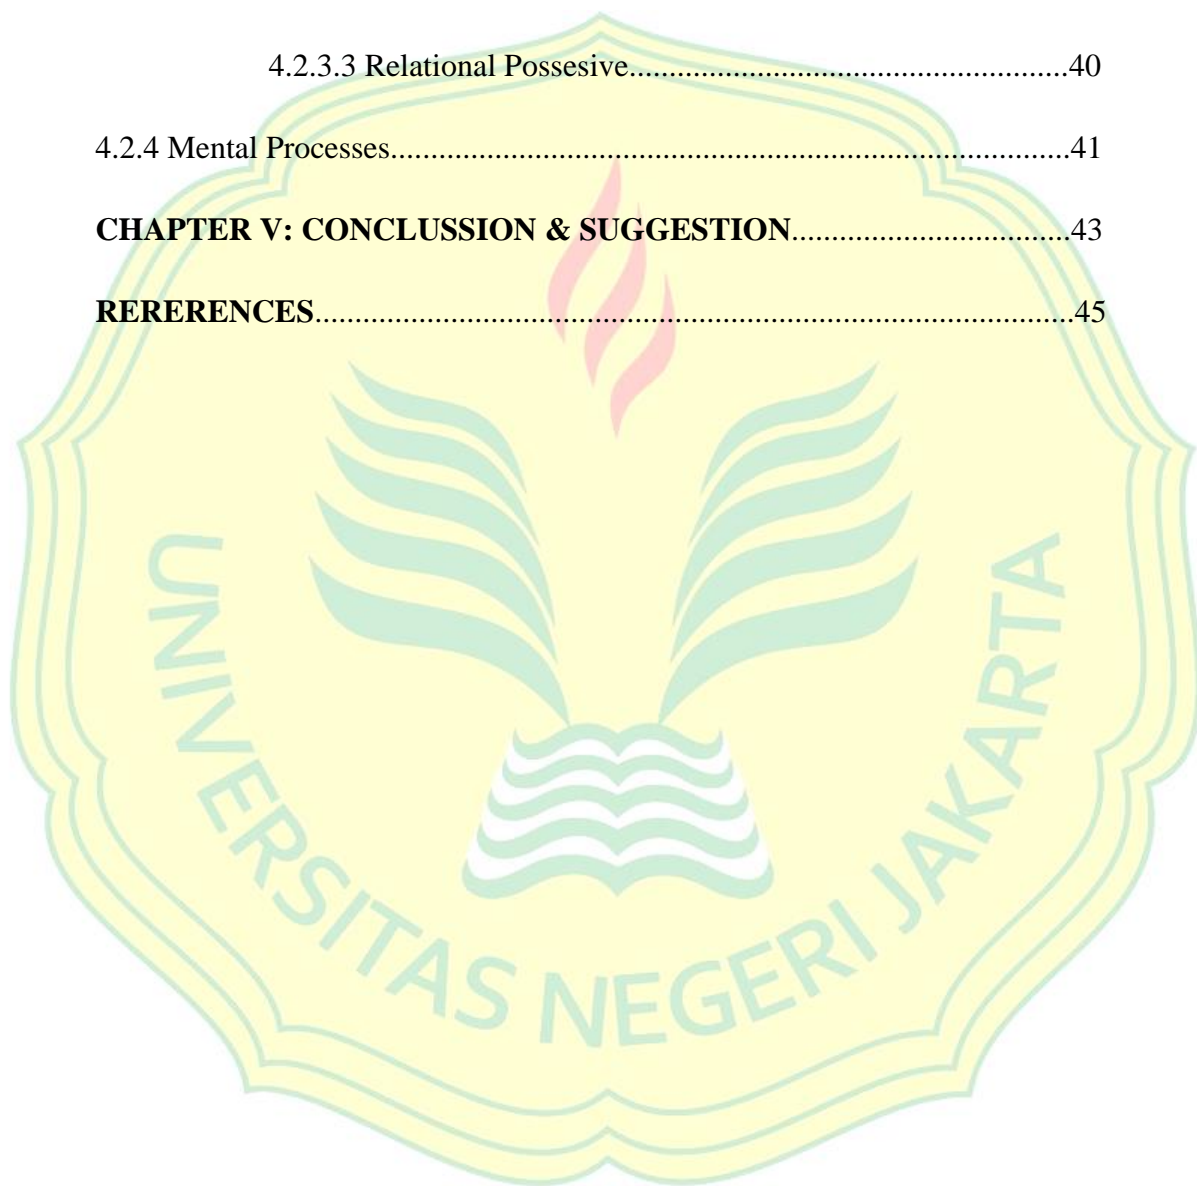 4.2.3.3 Relational Possesive......................................................40
4.2.4 Mental Processes....................................................................................41
CHAPTER V: CONCLUSSION & SUGGESTION..................................43
RERERENCES..............................................................................................45
UNIVERSITAS NEGERI JAKARTA